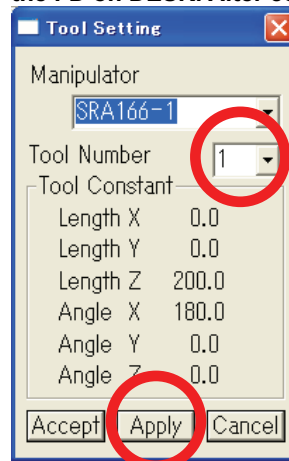 Tool Setting
Manipulator
SRA166-1
Tool Number 1
Tool Constant
Length X 0.0
Length Y 0.0
Length Z 200.0
Angle X 180.0
Angle Y 0.0
Angle Z 0.0
Accept Apply Cancel